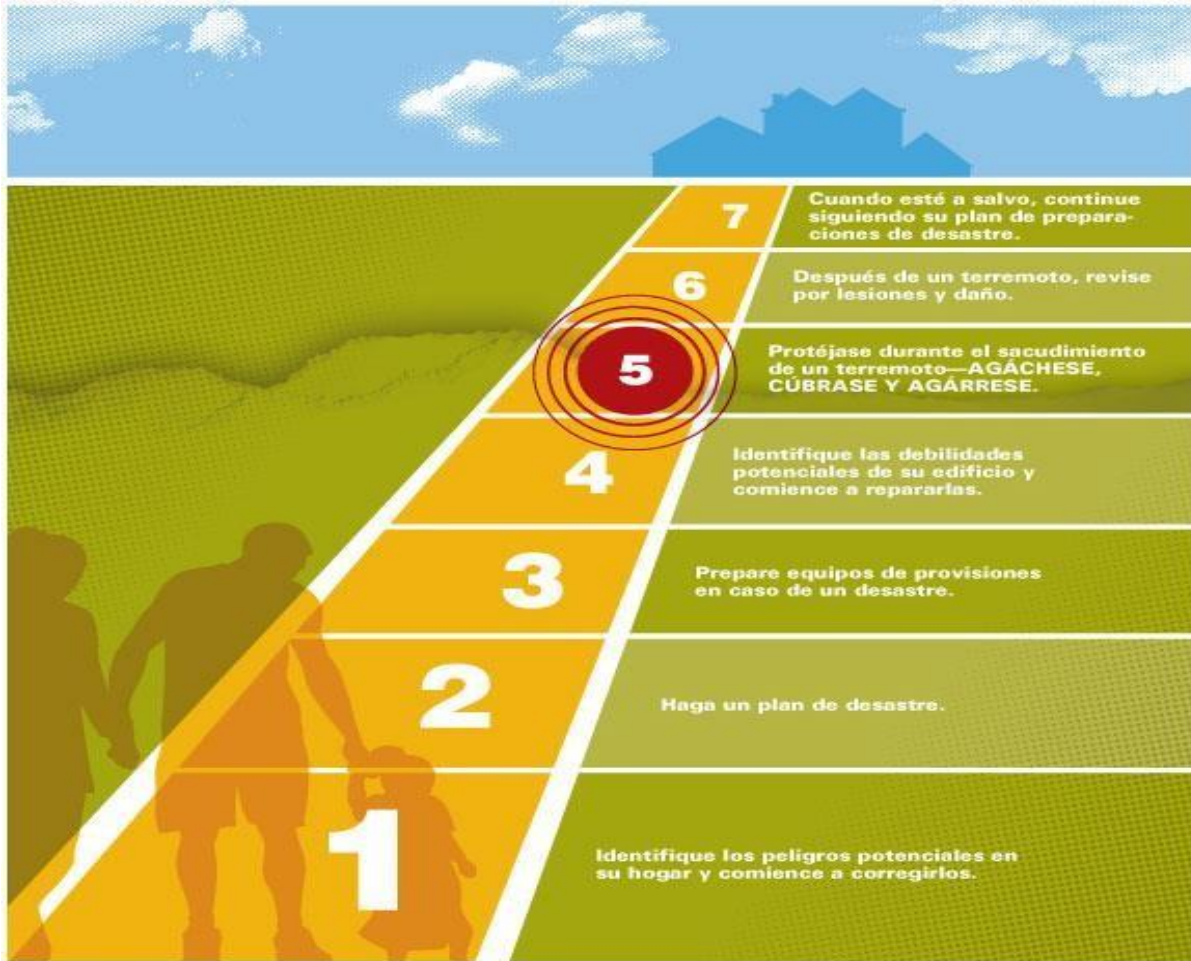 7
Cuando esté a salvo, continue
siguiendo su plan de prepara-
ciones de desastre.
6
Después de un terremoto, revise
por lesiones y daño.
5
Protéjase durante el sacudimiento
de un terremoto—AGÁCHESE,
CÚBRASE Y AGÁRRESE.
4
Identifique las debilidades
potenciales de su edificio y
comience a repararlas.
3
Prepare equipos de provisiones
en caso de un desastre.
2
Haga un plan de desastre.
1
Identifique los peligros potenciales en
su hogar y comience a corregirlos.